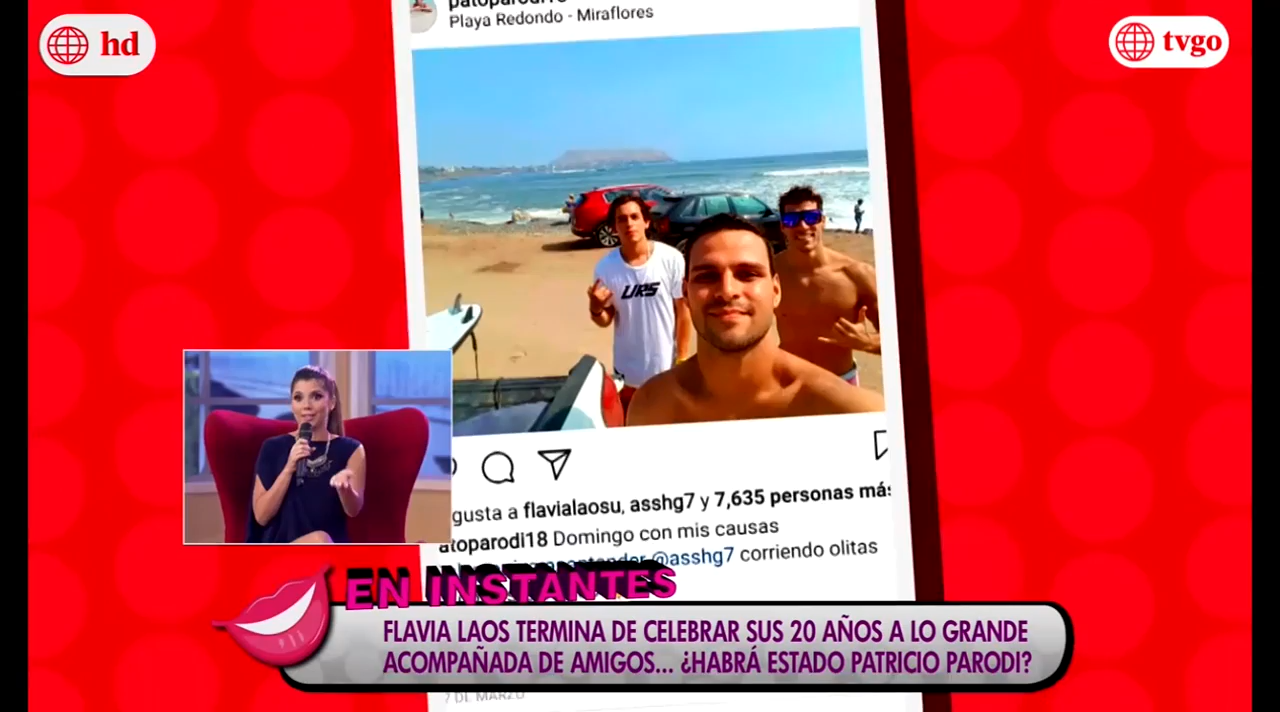 hd
tvgo
Playa Redondo - Miraflores
URS
gusta a flavialaosu, asshg7 y 7,635 personas más
atoparodi18 Domingo con mis causas
@asshg7 corriendo olitas
EN INSTANTES
FLAVIA LAOS TERMINA DE CELEBRAR SUS 20 AÑOS A LO GRANDE
ACOMPAÑADA DE AMIGOS... ¿HABRÁ ESTADO PATRICIO PARODI?
DE MARZO